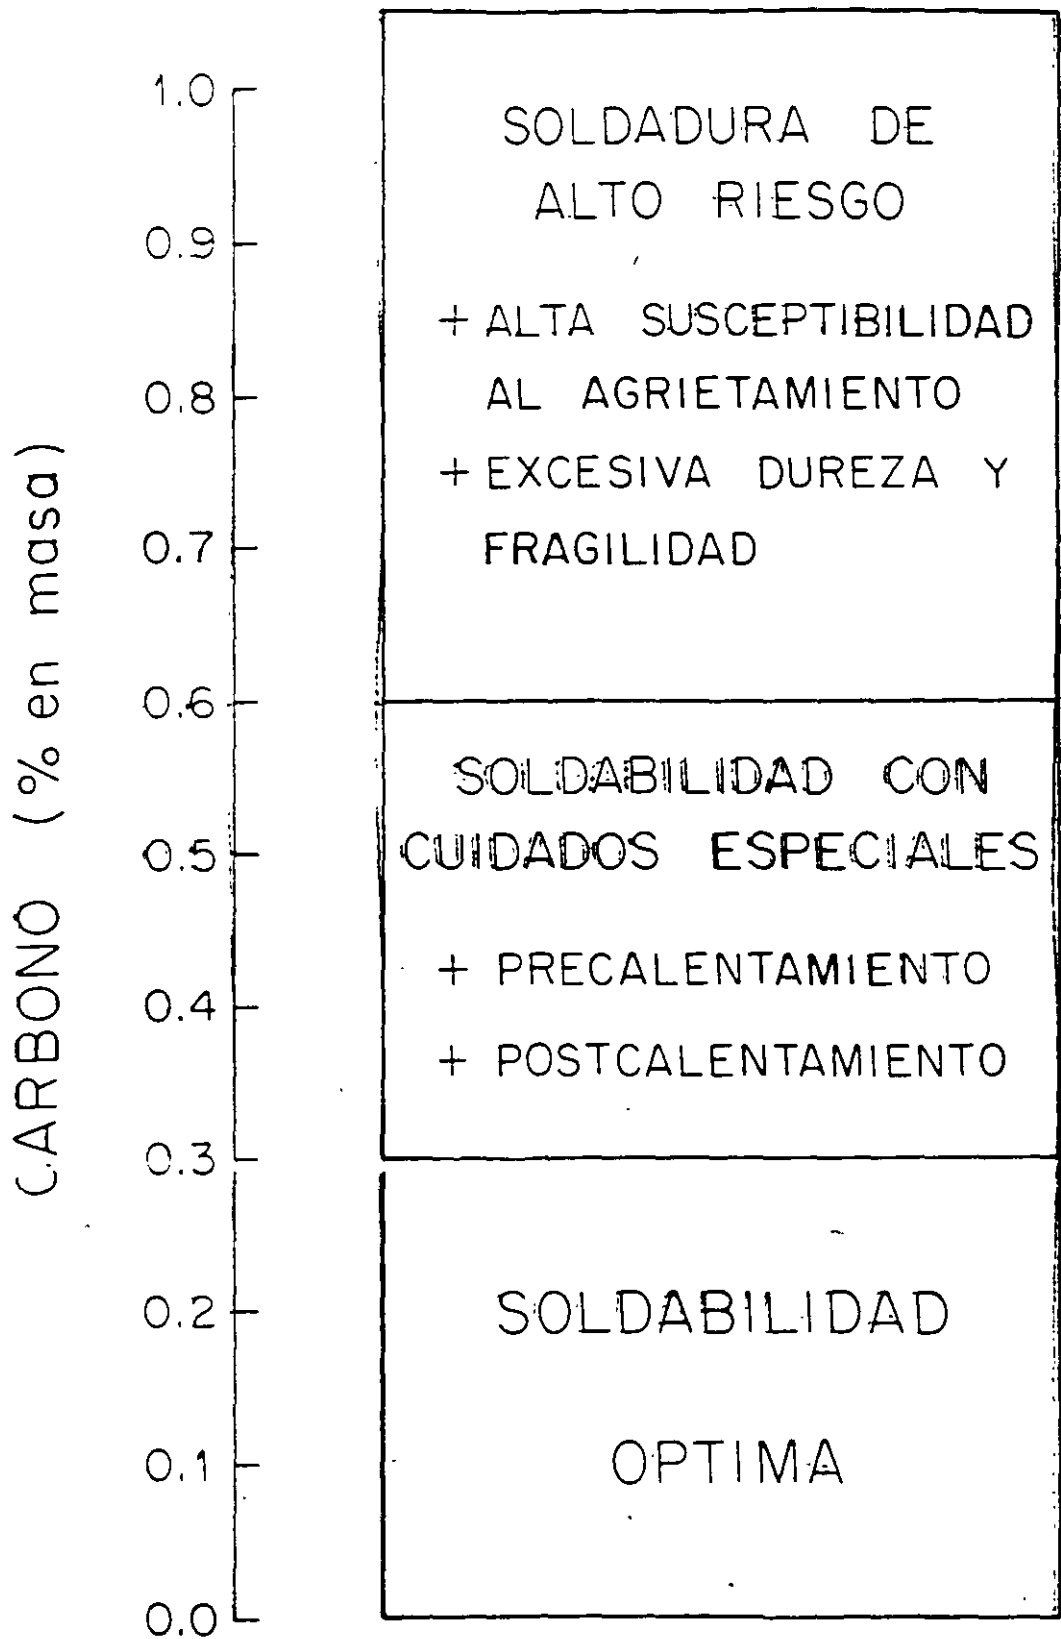 CARBONO (% en masa)
1.0
0.9
0.8
0.7
0.6
0.5
0.4
0.3
0.2
0.1
0.0
SOLDADURA DE
ALTO RIESGO
+ ALTA SUSCEPTIBILIDAD
AL AGRIETAMIENTO
+ EXCESIVA DUREZA Y
FRAGILIDAD
SOLDABILIDAD CON
CUIDADOS ESPECIALES
+ PRECALENTAMIENTO
+ POSTCALENTAMIENTO
SOLDABILIDAD
OPTIMA